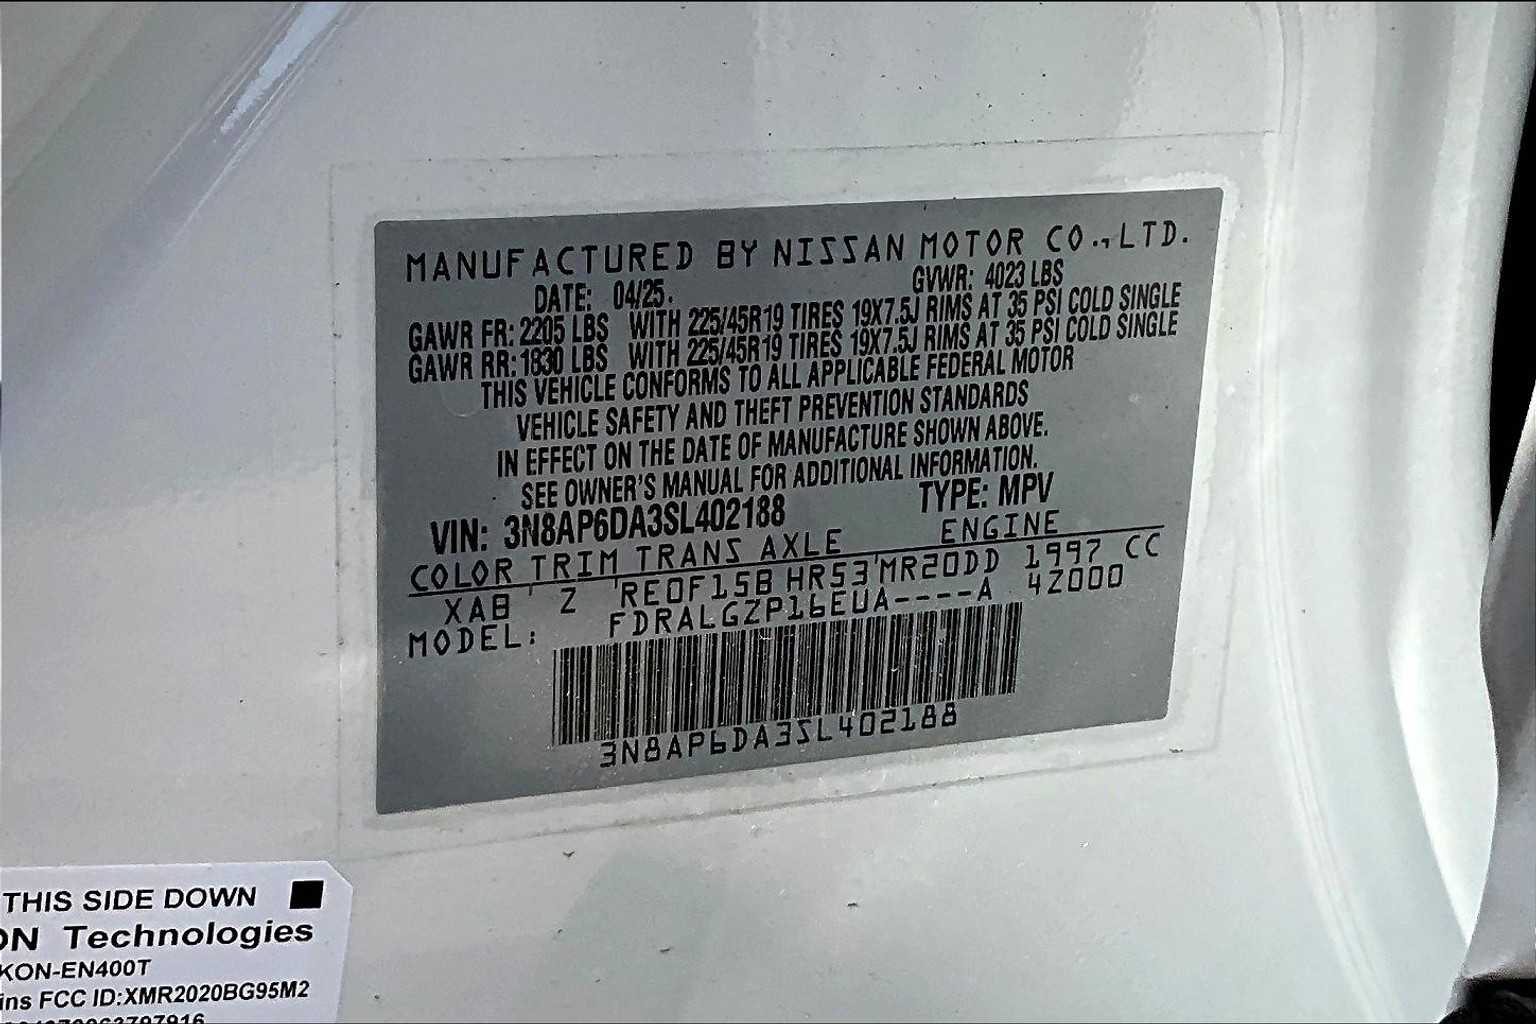 MANUFACTURED BY NISSAN MOTOR CO.,LTD.
DATE: 04/25. GVWR: 4023 LBS
GAWR FR: 2205 LBS WITH 225/45R19 TIRES 19X7.5J RIMS AT 35 PSI COLD SINGLE
GAWR RR: 1830 LBS WITH 225/45R19 TIRES 19X7.5J RIMS AT 35 PSI COLD SINGLE
THIS VEHICLE CONFORMS TO ALL APPLICABLE FEDERAL MOTOR
VEHICLE SAFETY AND THEFT PREVENTION STANDARDS
IN EFFECT ON THE DATE OF MANUFACTURE SHOWN ABOVE.
SEE OWNER'S MANUAL FOR ADDITIONAL INFORMATION.
VIN: 3N8AP6DA3SL402188 TYPE: MPV
COLOR TRIM TRANS AXLE ENGINE
XAB Z RE0F15B HR53 MR20DD 1997 CC
MODEL: FDRALGZP16EUA----A 42000
3N8AP6DA3SL402188
THIS SIDE DOWN
ON Technologies
KON-EN400T
ins FCC ID:XMR2020BG95M2